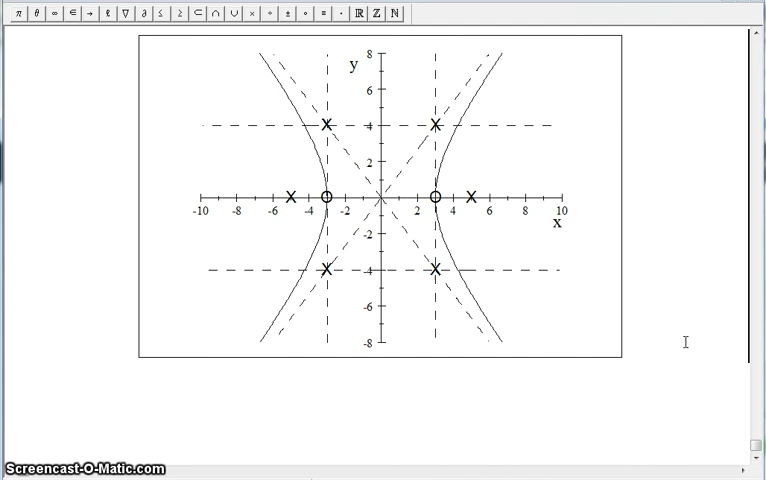 π θ ∞ ∈ → ℓ ∇ ∂ ≤ ≥ ⊂ ∩ ∪ × ÷ ± ∘ ≡ · ℝ ℤ ℕ
y
8
6
X X 4
2
X O O X
-10 -8 -6 -4 -2 2 4 6 8 10
x
-2
X X -4
-6
-8
Screencast-O-Matic.com